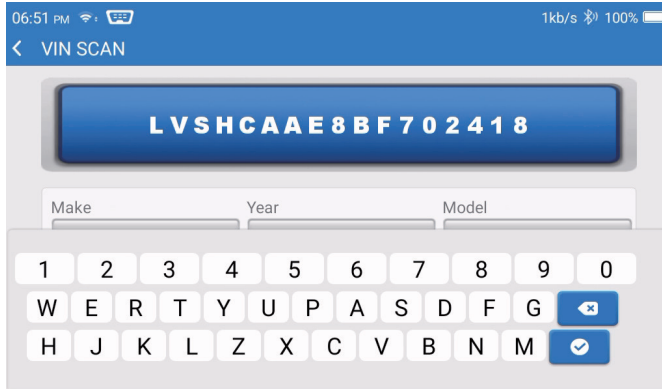 06:51 PM 1kb/s 100%
VIN SCAN
LVSHCAAE8BF702418
Make Year Model
1 2 3 4 5 6 7 8 9 0
W E R T Y U P A S D F G
H J K L Z X C V B N M